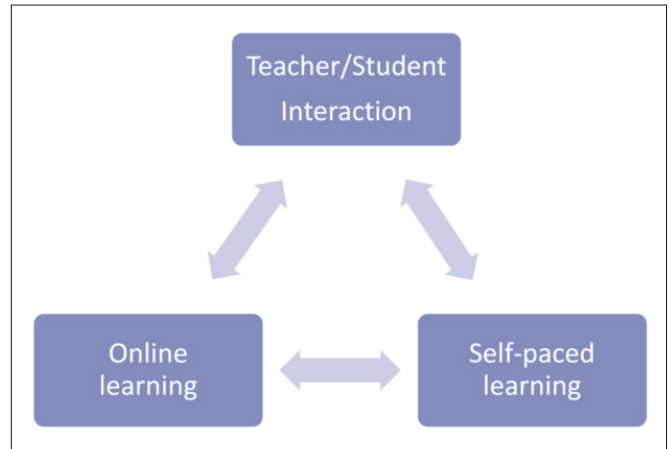 Teacher/Student
Interaction
Online
learning
Self-paced
learning